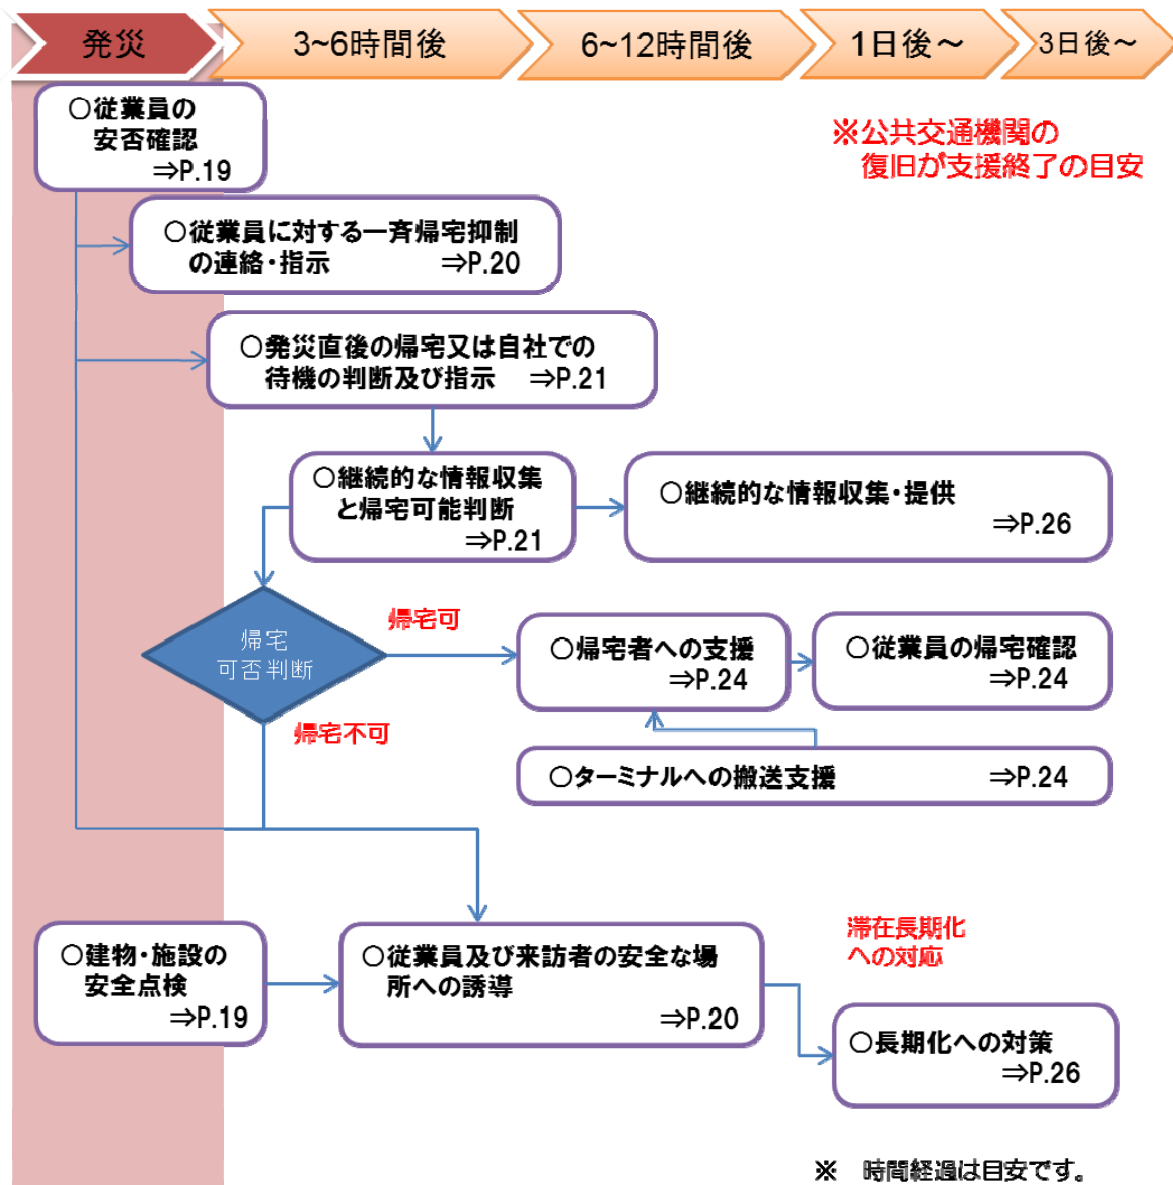 発災
3~6時間後
6~12時間後
1日後～
3日後～
○従業員の
安否確認
⇒P.19
※公共交通機関の
復旧が支援終了の目安
○従業員に対する一斉帰宅抑制
の連絡・指示 ⇒P.20
○発災直後の帰宅又は自社での
待機の判断及び指示 ⇒P.21
○継続的な情報収集
と帰宅可能判断
⇒P.21
○継続的な情報収集・提供
⇒P.26
帰宅
可否判断
帰宅可
帰宅不可
○帰宅者への支援
⇒P.24
○従業員の帰宅確認
⇒P.24
○ターミナルへの搬送支援 ⇒P.24
○建物・施設の
安全点検
⇒P.19
○従業員及び来訪者の安全な場
所への誘導
⇒P.20
滞在長期化
への対応
○長期化への対策
⇒P.26
※ 時間経過は目安です。